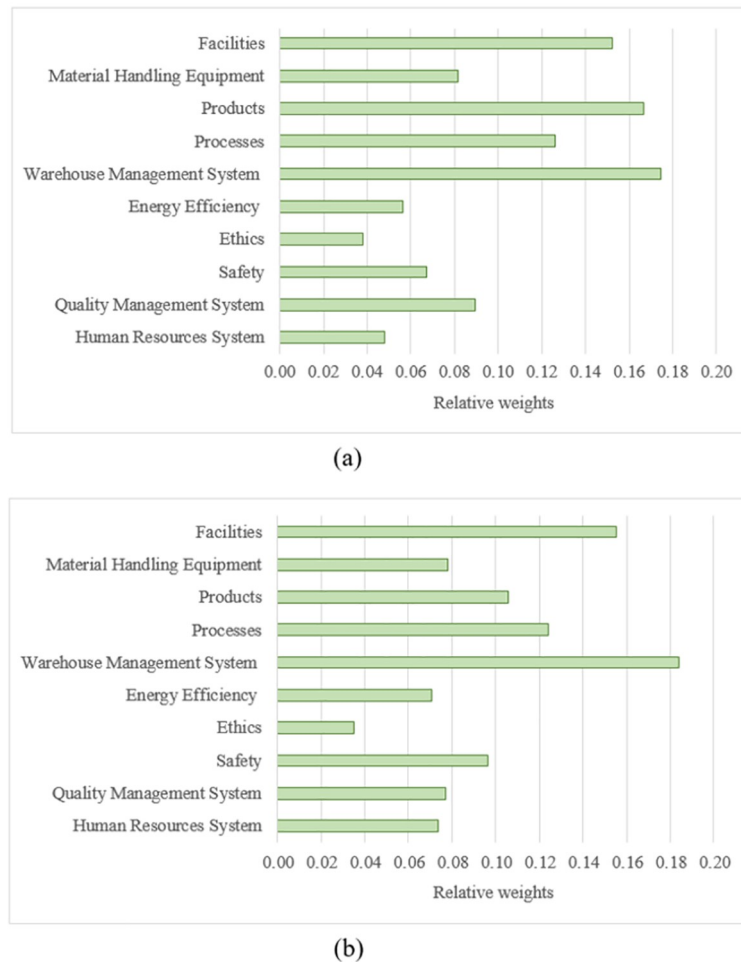 Facilities
Material Handling Equipment
Products
Processes
Warehouse Management System
Energy Efficiency
Ethics
Safety
Quality Management System
Human Resources System
0.00 0.02 0.04 0.06 0.08 0.10 0.12 0.14 0.16 0.18 0.20
Relative weights
(a)
Facilities
Material Handling Equipment
Products
Processes
Warehouse Management System
Energy Efficiency
Ethics
Safety
Quality Management System
Human Resources System
0.00 0.02 0.04 0.06 0.08 0.10 0.12 0.14 0.16 0.18 0.20
Relative weights
(b)